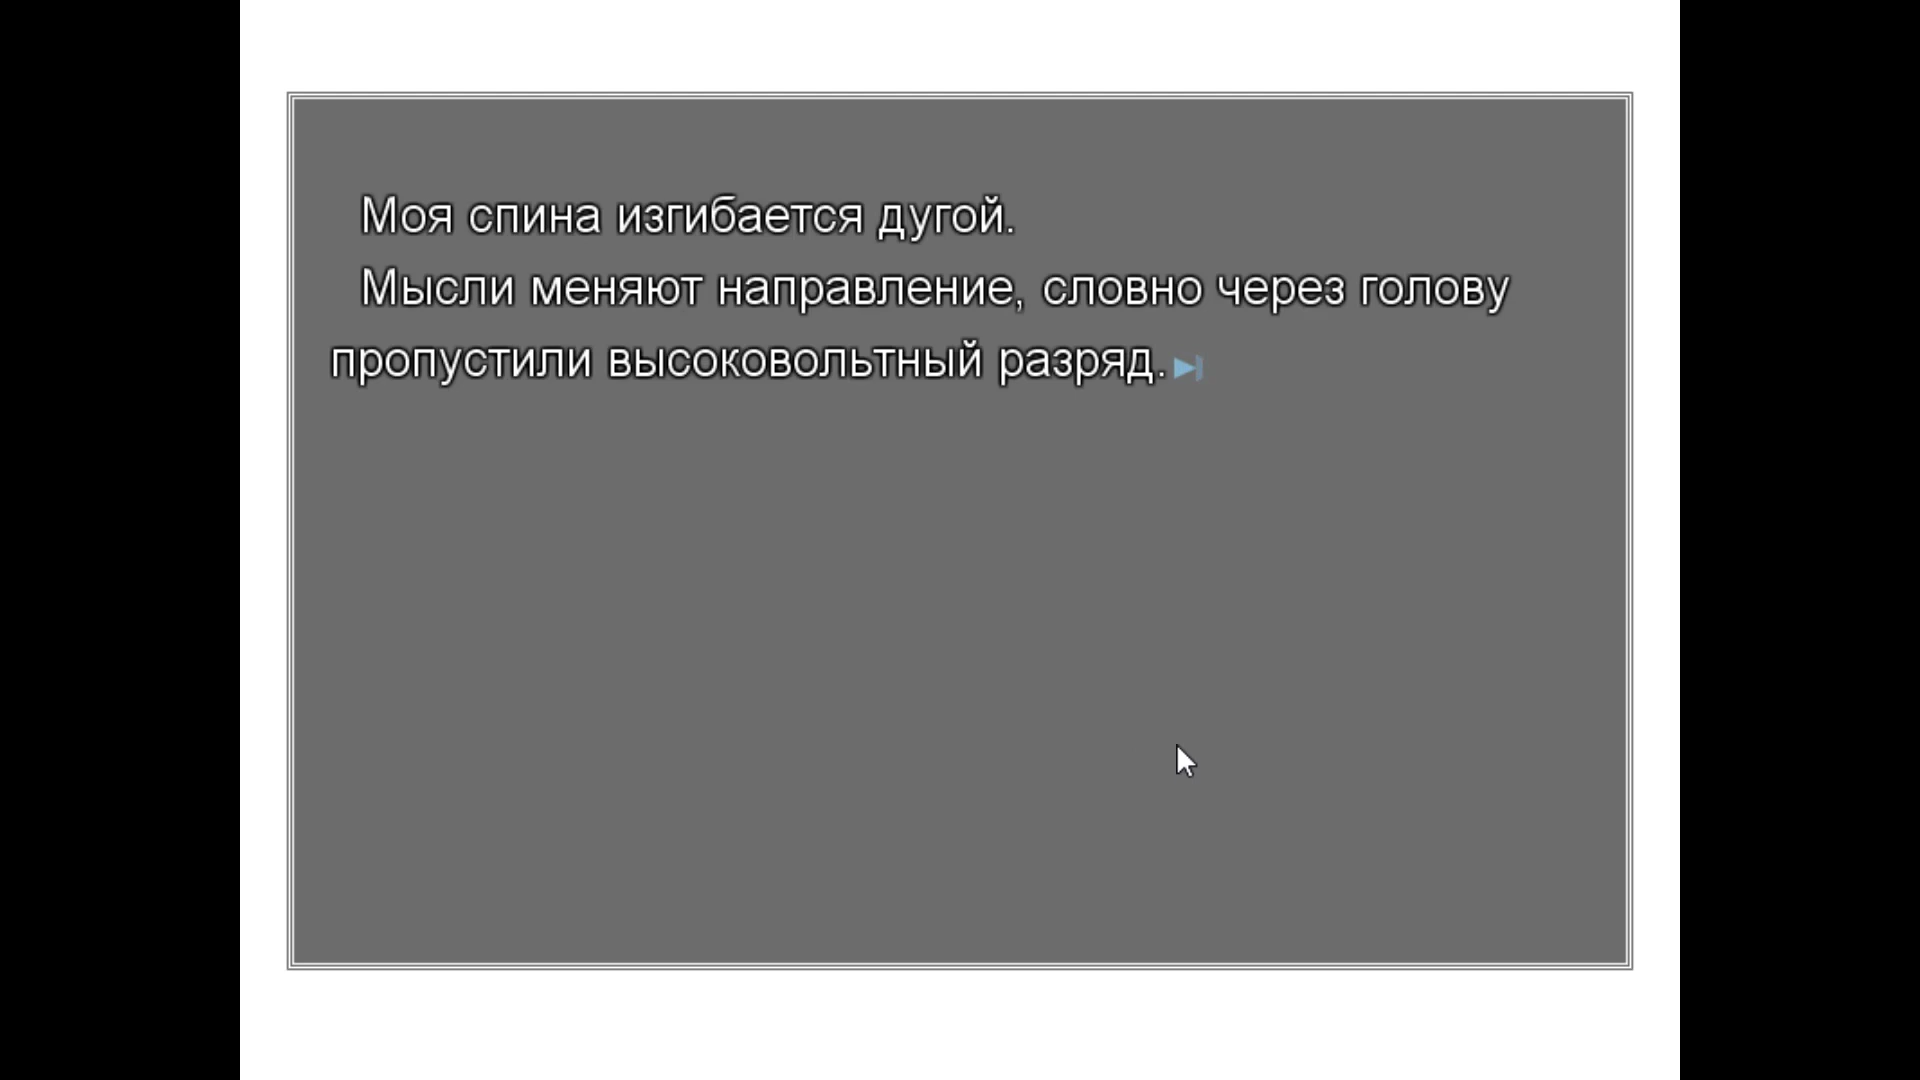 Моя спина изгибается дугой.
Мысли меняют направление, словно через голову
пропустили высоковольтный разряд.